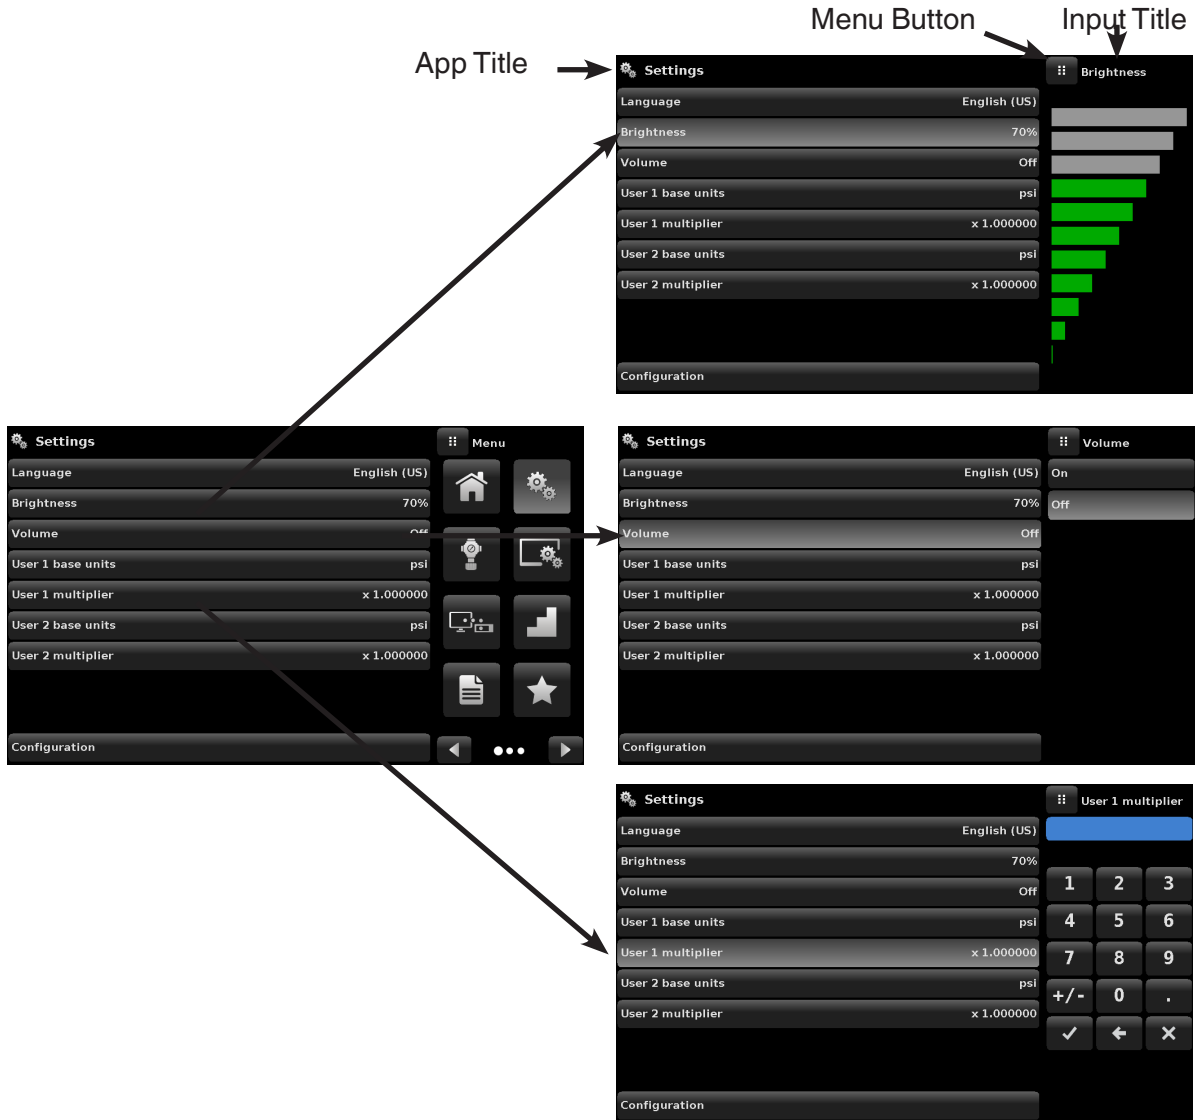 Menu Button
Input Title
App Title
Settings
Brightness
Language English (US)
Brightness 70%
Volume Off
User 1 base units psi
User 1 multiplier x 1.000000
User 2 base units psi
User 2 multiplier x 1.000000
Configuration
Settings
Menu
Language English (US)
Brightness 70%
Volume Off
User 1 base units psi
User 1 multiplier x 1.000000
User 2 base units psi
User 2 multiplier x 1.000000
Configuration
Settings
Volume
Language English (US)
On
Brightness 70%
Off
Volume Off
User 1 base units psi
User 1 multiplier x 1.000000
User 2 base units psi
User 2 multiplier x 1.000000
Configuration
Settings
User 1 multiplier
Language English (US)
Brightness 70%
Volume Off
User 1 base units psi
User 1 multiplier x 1.000000
User 2 base units psi
User 2 multiplier x 1.000000
Configuration
1 2 3
4 5 6
7 8 9
+/- 0 .